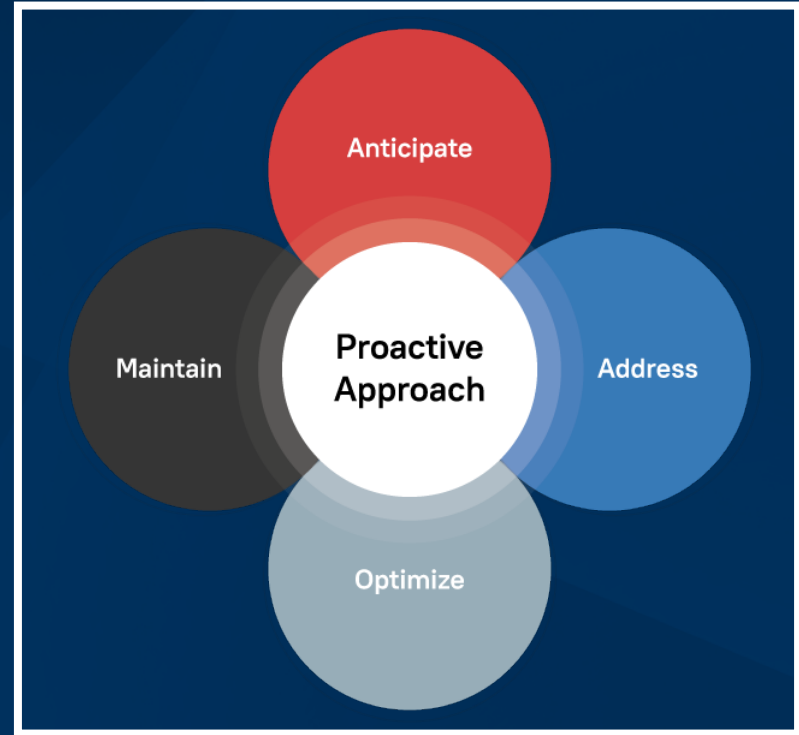 Anticipate
Maintain
Proactive
Approach
Address
Optimize